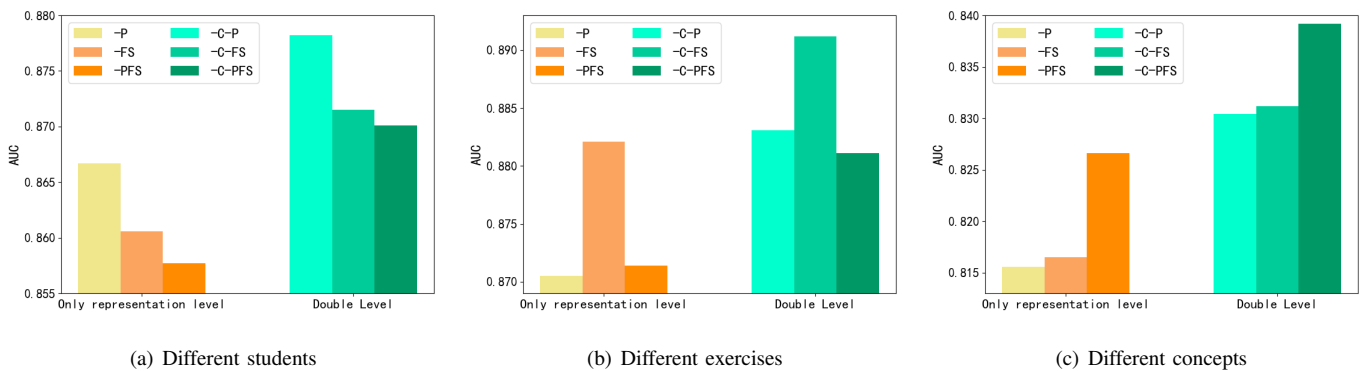 0.880
0.875
0.870
0.865
0.860
0.855
AUC
-P
-FS
-PFS
-C-P
-C-FS
-C-PFS
Only representation level
Double Level
(a) Different students
0.890
0.885
0.880
0.875
0.870
AUC
-P
-FS
-PFS
-C-P
-C-FS
-C-PFS
Only representation level
Double Level
(b) Different exercises
0.840
0.835
0.830
0.825
0.820
0.815
AUC
-P
-FS
-PFS
-C-P
-C-FS
-C-PFS
Only representation level
Double Level
(c) Different concepts